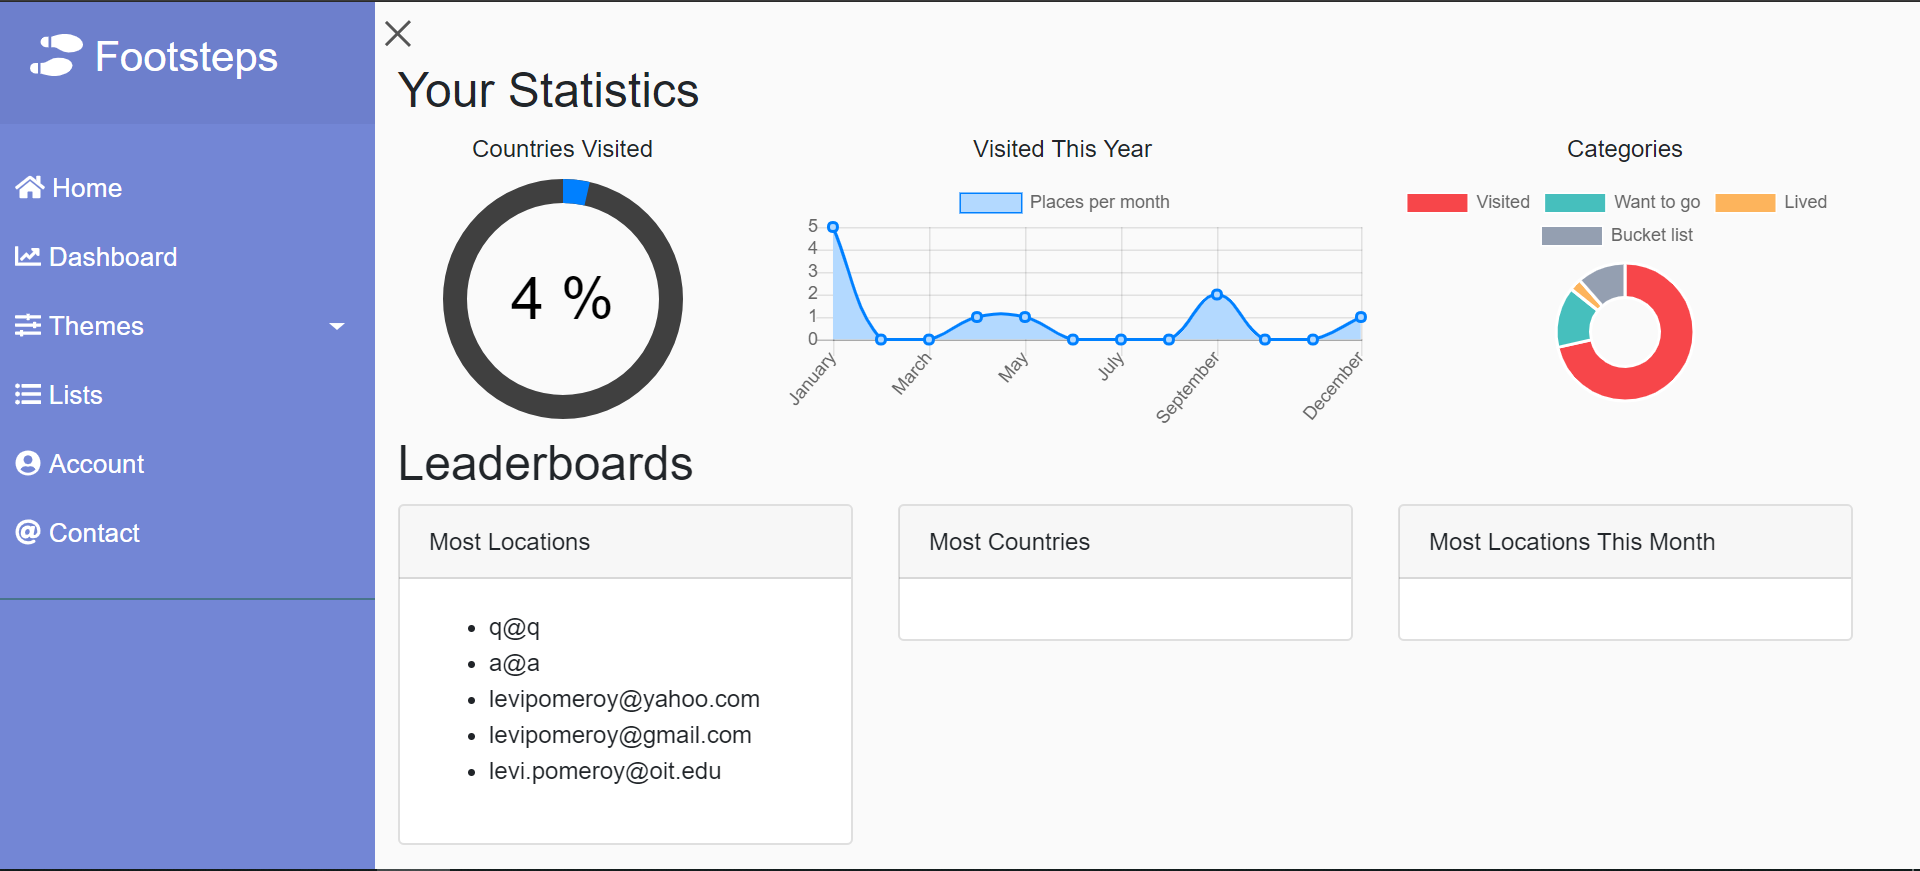 Footsteps
Home
Dashboard
Themes
Lists
Account
Contact
Your Statistics
Countries Visited
4 %
Visited This Year
Places per month
5
4
3
2
1
0
January
March
May
July
September
December
Categories
Visited
Want to go
Lived
Bucket list
Leaderboards
Most Locations
q@q
a@a
levipomeroy@yahoo.com
levipomeroy@gmail.com
levi.pomeroy@oit.edu
Most Countries
Most Locations This Month